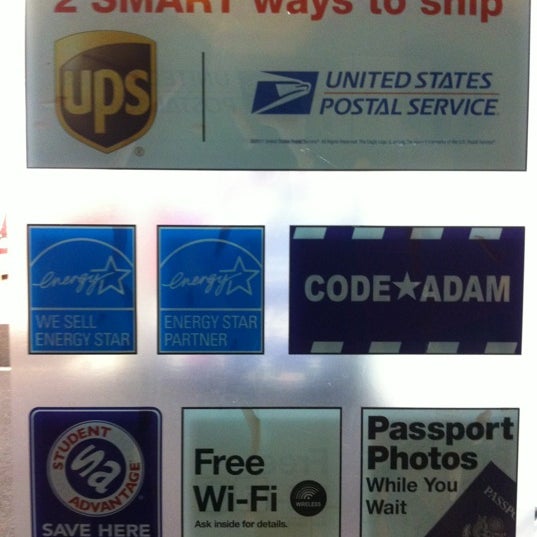 2 SMART ways to ship
ups
UNITED STATES
POSTAL SERVICE
energy
WE SELL
ENERGY STAR
energy
ENERGY STAR
PARTNER
CODE★ADAM
STUDENT
sa
ADVANTAGE
SAVE HERE
Free
Wi-Fi
WIRELESS
Ask inside for details.
Passport
Photos
While You
Wait
PASSP